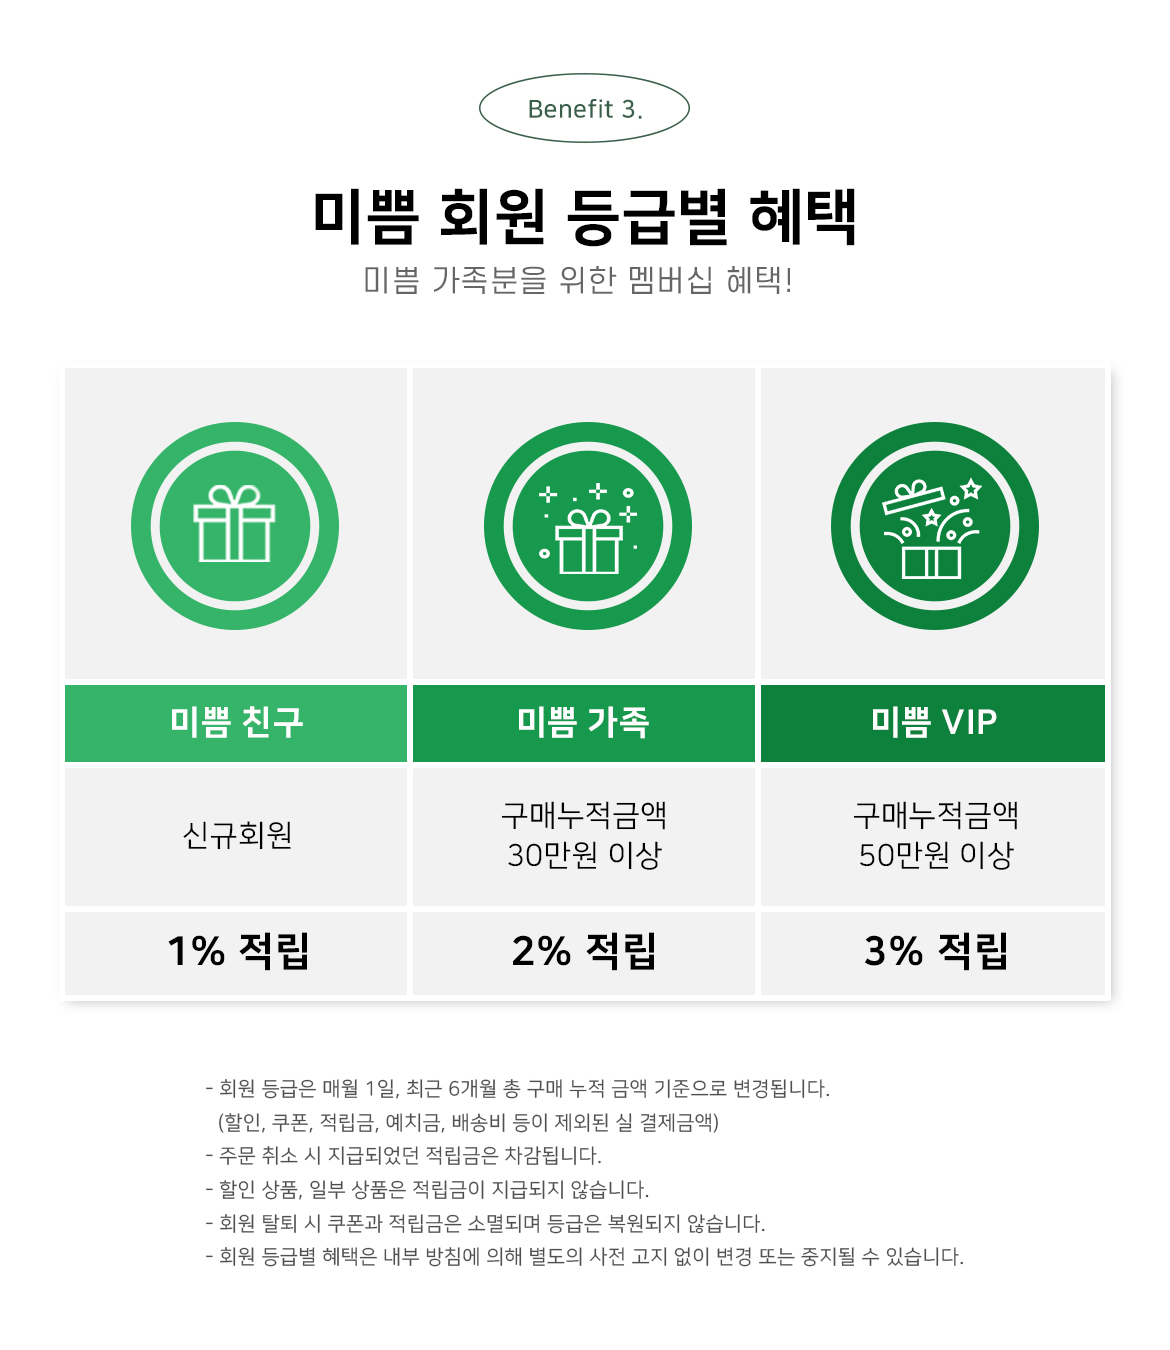 Benefit 3.
미쁨 회원 등급별 혜택
미쁨 가족분을 위한 멤버십 혜택!
미쁨 친구
미쁨 가족
미쁨 VIP
신규회원
구매누적금액
30만원 이상
구매누적금액
50만원 이상
1% 적립
2% 적립
3% 적립
- 회원 등급은 매월 1일, 최근 6개월 총 구매 누적 금액 기준으로 변경됩니다.
(할인, 쿠폰, 적립금, 예치금, 배송비 등이 제외된 실 결제금액)
- 주문 취소 시 지급되었던 적립금은 차감됩니다.
- 할인 상품, 일부 상품은 적립금이 지급되지 않습니다.
- 회원 탈퇴 시 쿠폰과 적립금은 소멸되며 등급은 복원되지 않습니다.
- 회원 등급별 혜택은 내부 방침에 의해 별도의 사전 고지 없이 변경 또는 중지될 수 있습니다.